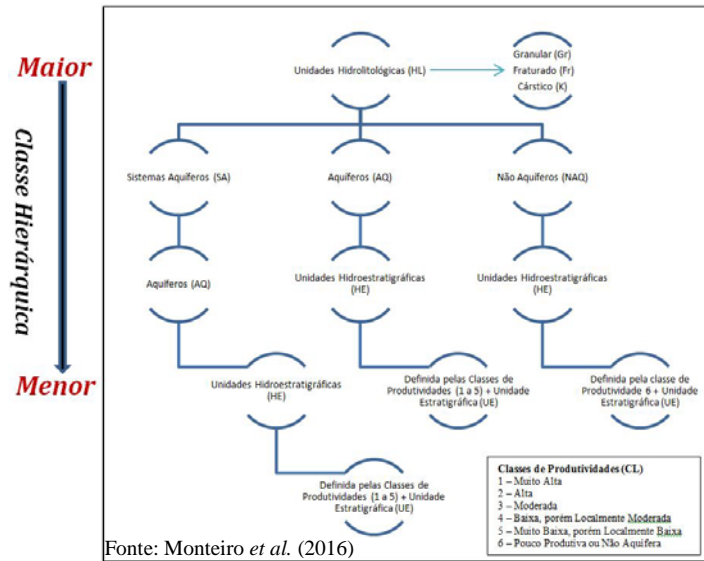 Maior
Classe Hierárquica
Menor
Unidades Hidrolitológicas (HL)
Granular (Gr)
Fraturado (Fr)
Cárstico (K)
Sistemas Aquíferos (SA)
Aquíferos (AQ)
Não Aquíferos (NAQ)
Aquíferos (AQ)
Unidades Hidroestratigráficas
(HE)
Unidades Hidroestratigráficas
(HE)
Unidades Hidroestratigráficas
(HE)
Definida pelas Classes de
Produtividades (1 a 5) + Unidade
Estratigráfica (UE)
Definida pela classe de
Produtividade 6 + Unidade
Estratigráfica (UE)
Definida pelas Classes de
Produtividades (1 a 5) + Unidade
Estratigráfica (UE)
Classes de Produtividades (CL)
1 – Muito Alta
2 – Alta
3 – Moderada
4 – Baixa, porém Localmente Moderada
5 – Muito Baixa, porém Localmente Baixa
6 – Pouco Produtiva ou Não Aquífera
Fonte: Monteiro et al. (2016)